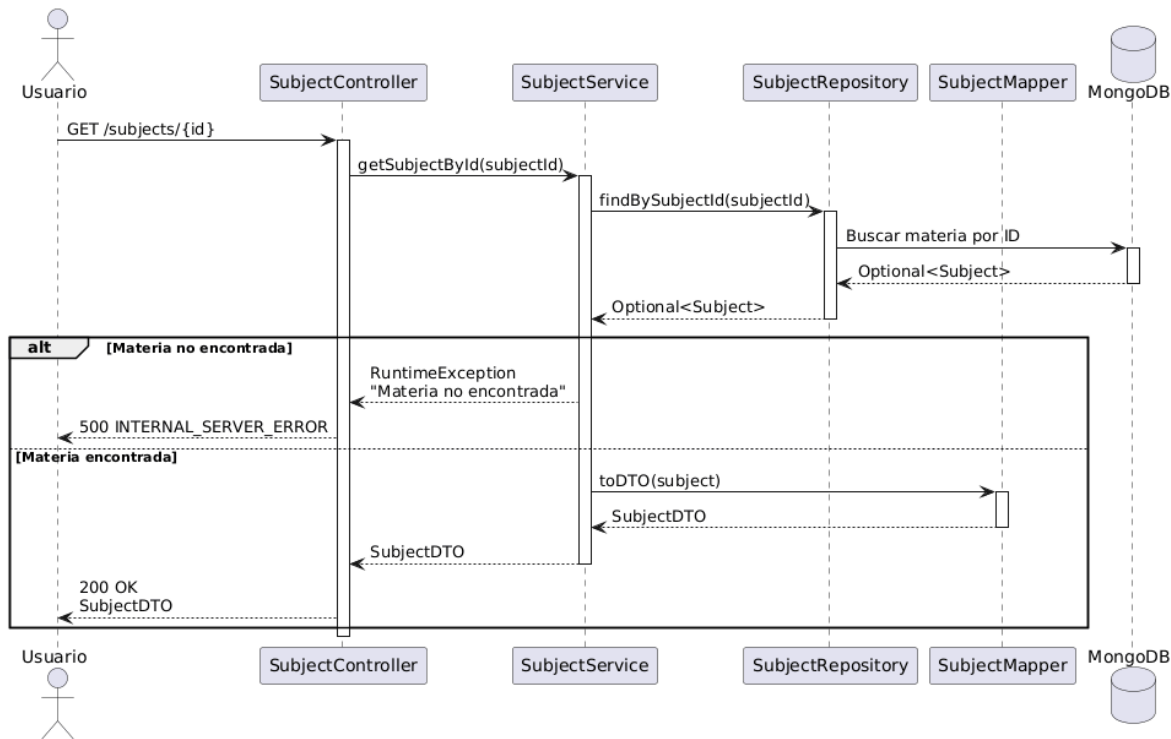 Usuario
SubjectController
SubjectService
SubjectRepository
SubjectMapper
MongoDB
GET /subjects/{id}
getSubjectById(subjectId)
findBySubjectId(subjectId)
Buscar materia por ID
Optional<Subject>
Optional<Subject>
alt
[Materia no encontrada]
RuntimeException
"Materia no encontrada"
500 INTERNAL_SERVER_ERROR
[Materia encontrada]
toDTO(subject)
SubjectDTO
SubjectDTO
200 OK
SubjectDTO
Usuario
SubjectController
SubjectService
SubjectRepository
SubjectMapper
MongoDB